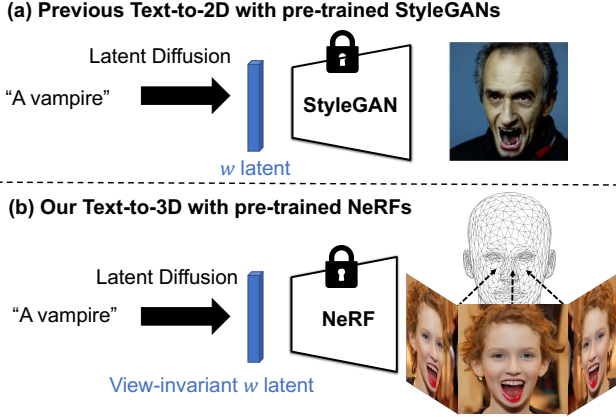 (a) Previous Text-to-2D with pre-trained StyleGANs
Latent Diffusion
“A vampire”
StyleGAN
w latent
(b) Our Text-to-3D with pre-trained NeRFs
Latent Diffusion
“A vampire”
NeRF
View-invariant w latent